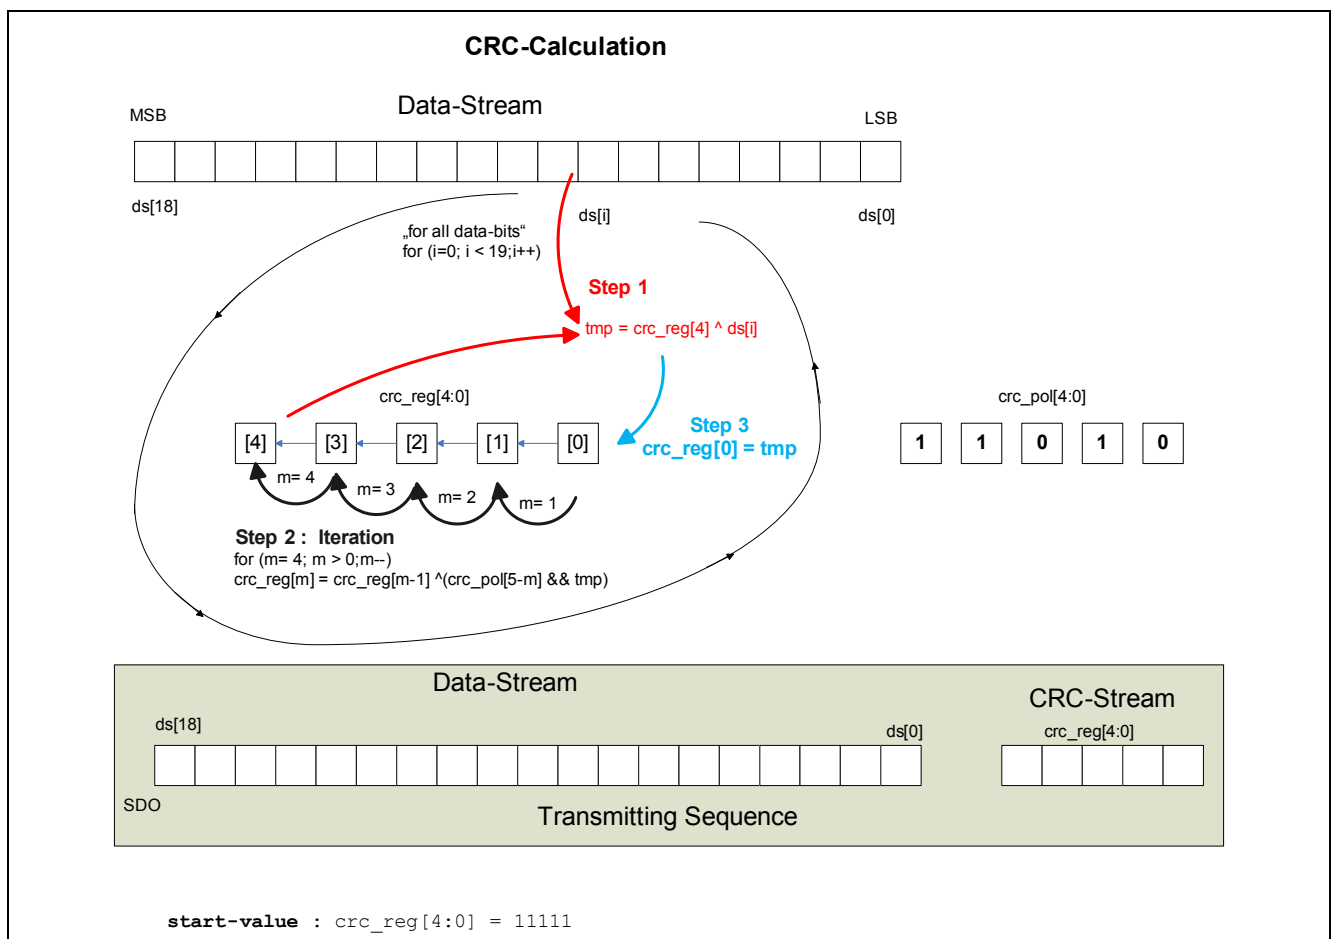 CRC-Calculation
Data-Stream
MSB
LSB
ds[18]
ds[i]
ds[0]
„for all data-bits“
for (i=0; i < 19;i++)
Step 1
tmp = crc_reg[4] ^ ds[i]
crc_reg[4:0]
crc_pol[4:0]
[4]
[3]
[2]
[1]
[0]
Step 3
crc_reg[0] = tmp
1 1 0 1 0
m= 4
m= 3
m= 2
m= 1
Step 2 : Iteration
for (m= 4; m > 0;m--)
crc_reg[m] = crc_reg[m-1] ^(crc_pol[5-m] && tmp)
Data-Stream
CRC-Stream
ds[18]
ds[0]
crc_reg[4:0]
SDO
Transmitting Sequence
start-value : crc_reg[4:0] = 11111